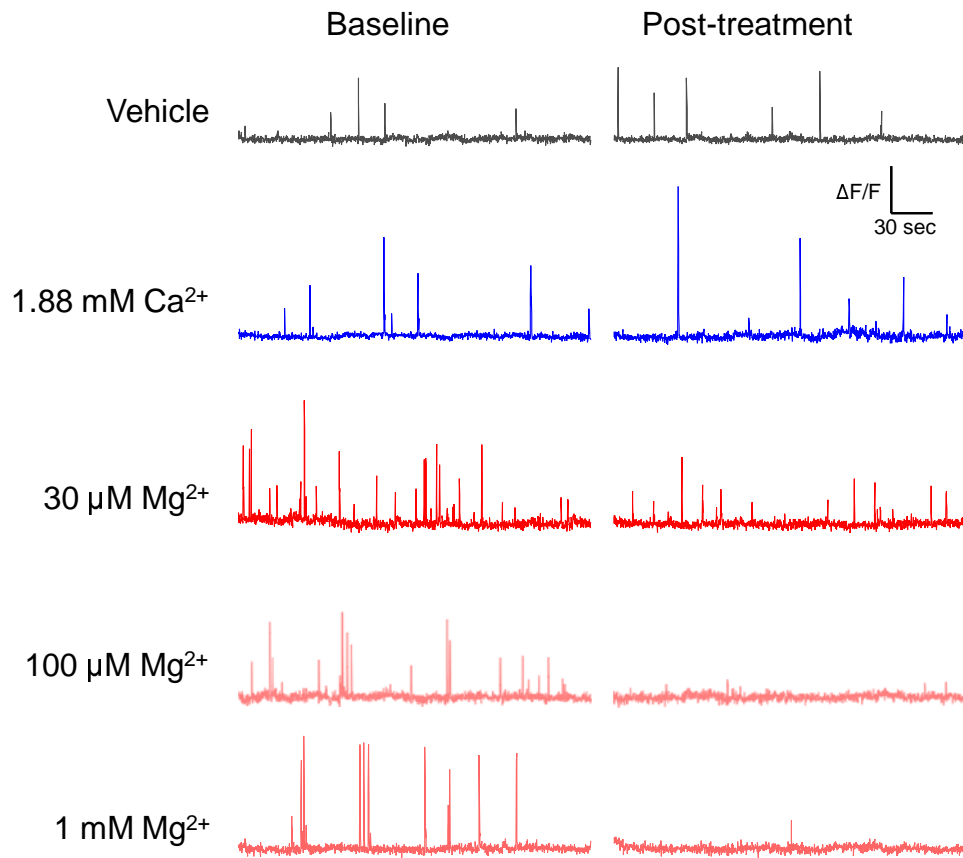 Baseline Post-treatment
Vehicle
ΔF/F
30 sec
1.88 mM Ca²⁺
30 µM Mg²⁺
100 µM Mg²⁺
1 mM Mg²⁺